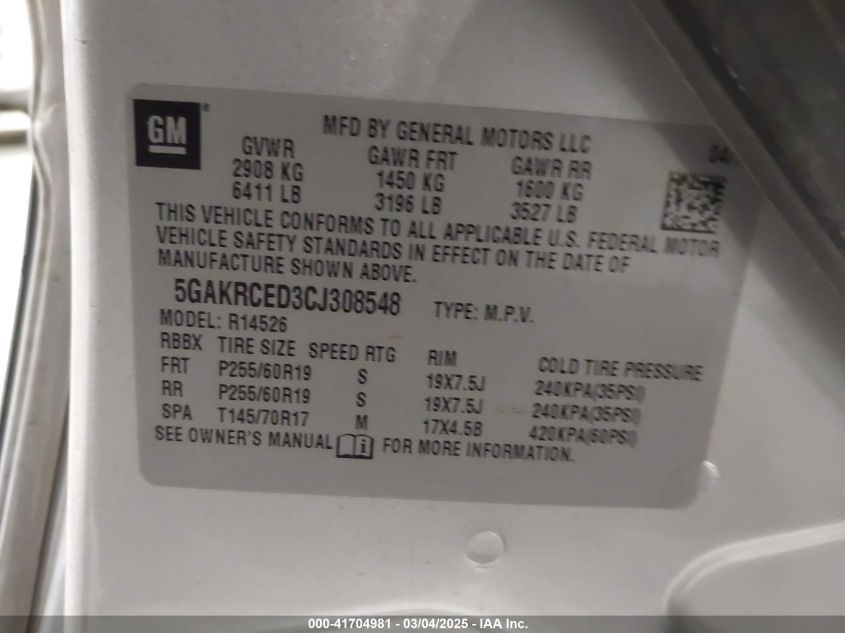 GM
MFD BY GENERAL MOTORS LLC 04/
GVWR GAWR FRT GAWR RR
2908 KG 1450 KG 1600 KG
6411 LB 3196 LB 3527 LB
THIS VEHICLE CONFORMS TO ALL APPLICABLE U.S. FEDERAL MOTOR
VEHICLE SAFETY STANDARDS IN EFFECT ON THE DATE OF
MANUFACTURE SHOWN ABOVE.
5GAKRCED3CJ308548 TYPE: M.P.V.
MODEL: R14526
RBBX TIRE SIZE SPEED RTG RIM COLD TIRE PRESSURE
FRT P255/60R19 S 19X7.5J 240KPA(35PSI)
RR P255/60R19 S 19X7.5J 240KPA(35PSI)
SPA T145/70R17 M 17X4.5B 420KPA(60PSI)
SEE OWNER'S MANUAL FOR MORE INFORMATION.
000-41704981 - 03/04/2025 - IAA Inc.